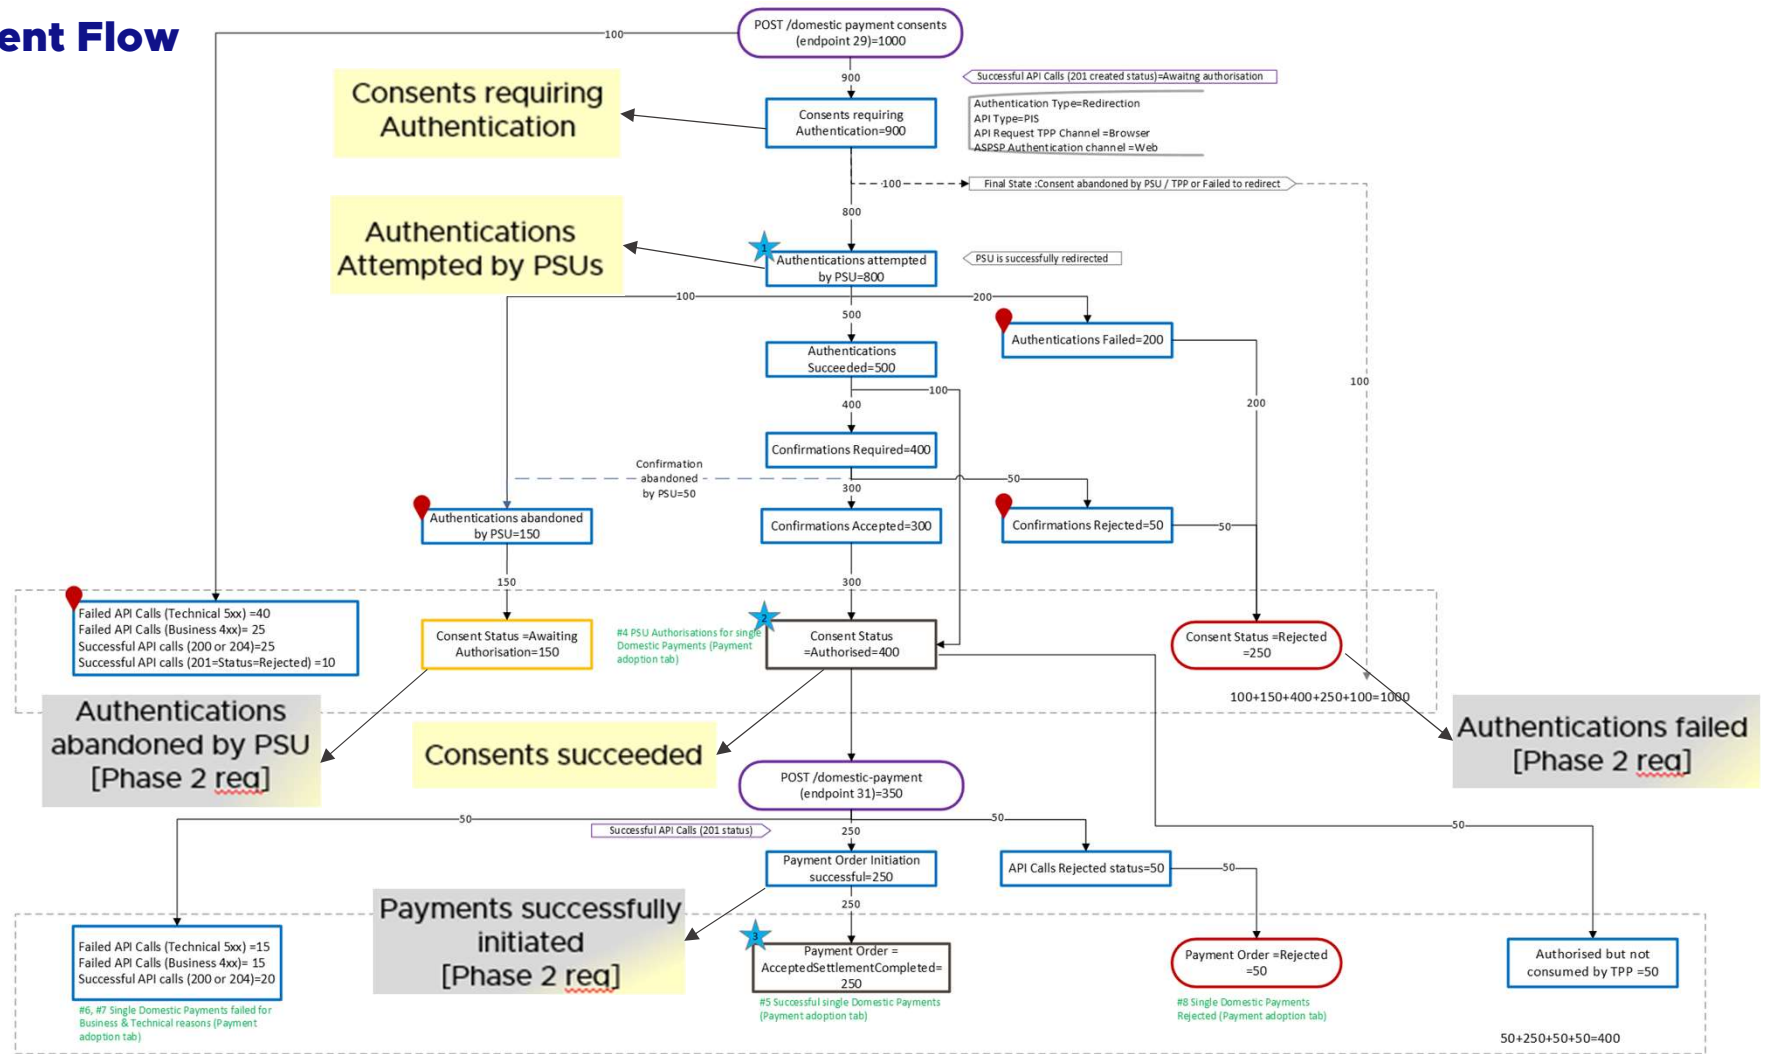 ent Flow
POST /domestic payment consents
(endpoint 29)=1000
100
900
Successful API Calls (201 created status)=Awaitng authorisation
Consents requiring
Authentication
Consents requiring
Authentication=900
Authentication Type=Redirection
API Type=PIS
API Request TPP Channel =Browser
ASPSP Authentication channel =Web
100
Final State :Consent abandoned by PSU / TPP or Failed to redirect
800
Authentications
Attempted by PSUs
1
Authentications attempted
by PSU=800
PSU is successfully redirected
100
200
500
Authentications Failed=200
Authentications
Succeeded=500
100
100
400
200
Confirmations Required=400
Confirmation
abandoned
by PSU=50
50
300
Authentications abandoned
by PSU=150
Confirmations Accepted=300
Confirmations Rejected=50
50
150
300
Failed API Calls (Technical 5xx) =40
Failed API Calls (Business 4xx)= 25
Successful API Calls (200 or 204)=25
Successful API calls (201=Status=Rejected) =10
Consent Status =Awaiting
Authorisation=150
#4 PSU Authorisations for single
Domestic Payments (Payment
adoption tab)
2
Consent Status
=Authorised=400
Consent Status =Rejected
=250
100+150+400+250+100=1000
Authentications
abandoned by PSU
[Phase 2 req]
Consents succeeded
Authentications failed
[Phase 2 req]
POST /domestic-payment
(endpoint 31)=350
50
50
50
Successful API Calls (201 status)
250
Payment Order Initiation
successful=250
API Calls Rejected status=50
50
Payments successfully
initiated
[Phase 2 req]
250
3
Failed API Calls (Technical 5xx) =15
Failed API Calls (Business 4xx)= 15
Successful API calls (200 or 204)=20
Payment Order =
AcceptedSettlementCompleted=
250
Payment Order =Rejected
=50
Authorised but not
consumed by TPP =50
#6, #7 Single Domestic Payments failed for
Business & Technical reasons (Payment
adoption tab)
#5 Successful single Domestic Payments
(Payment adoption tab)
#8 Single Domestic Payments
Rejected (Payment adoption tab)
50+250+50+50=400